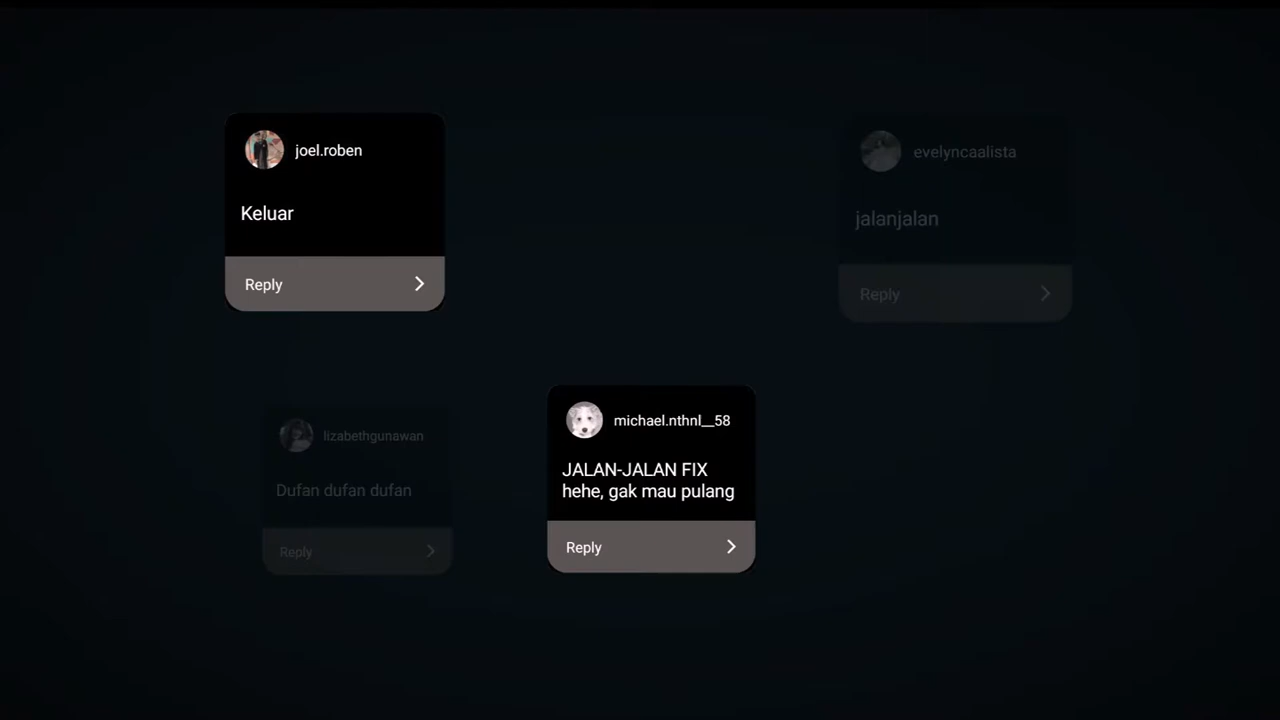 joel.roben
Keluar
Reply
evelyncaalista
jalanjalan
Reply
lizabethgunawan
Dufan dufan dufan
Reply
michael.nthnl__58
JALAN-JALAN FIX
hehe, gak mau pulang
Reply